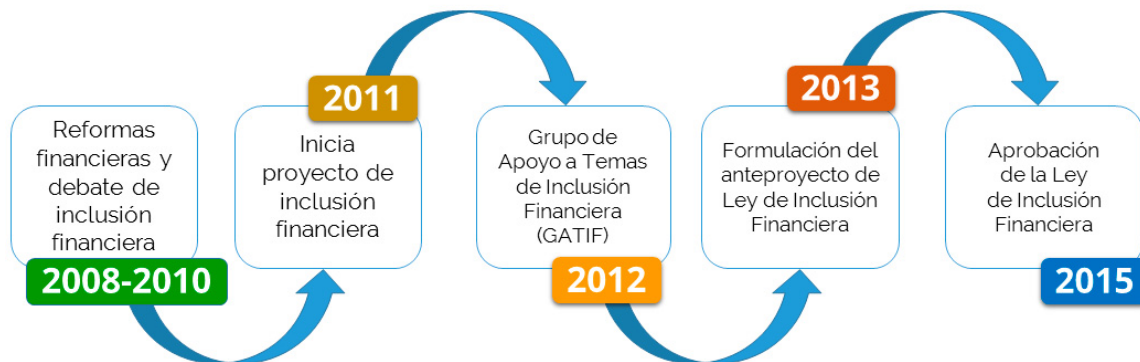 Reformas
financieras y
debate de
inclusión
financiera
2008-2010
2011
Inicia
proyecto de
inclusión
financiera
Grupo de
Apoyo a Temas
de Inclusión
Financiera
(GATIF)
2012
2013
Formulación del
anteproyecto de
Ley de Inclusión
Financiera
Aprobación
de la Ley
de Inclusión
Financiera
2015